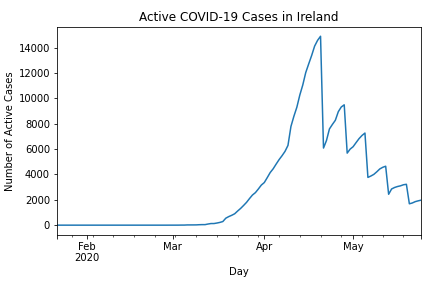 Active COVID-19 Cases in Ireland
Number of Active Cases
14000
12000
10000
8000
6000
4000
2000
0
Feb
2020
Mar
Apr
May
Day